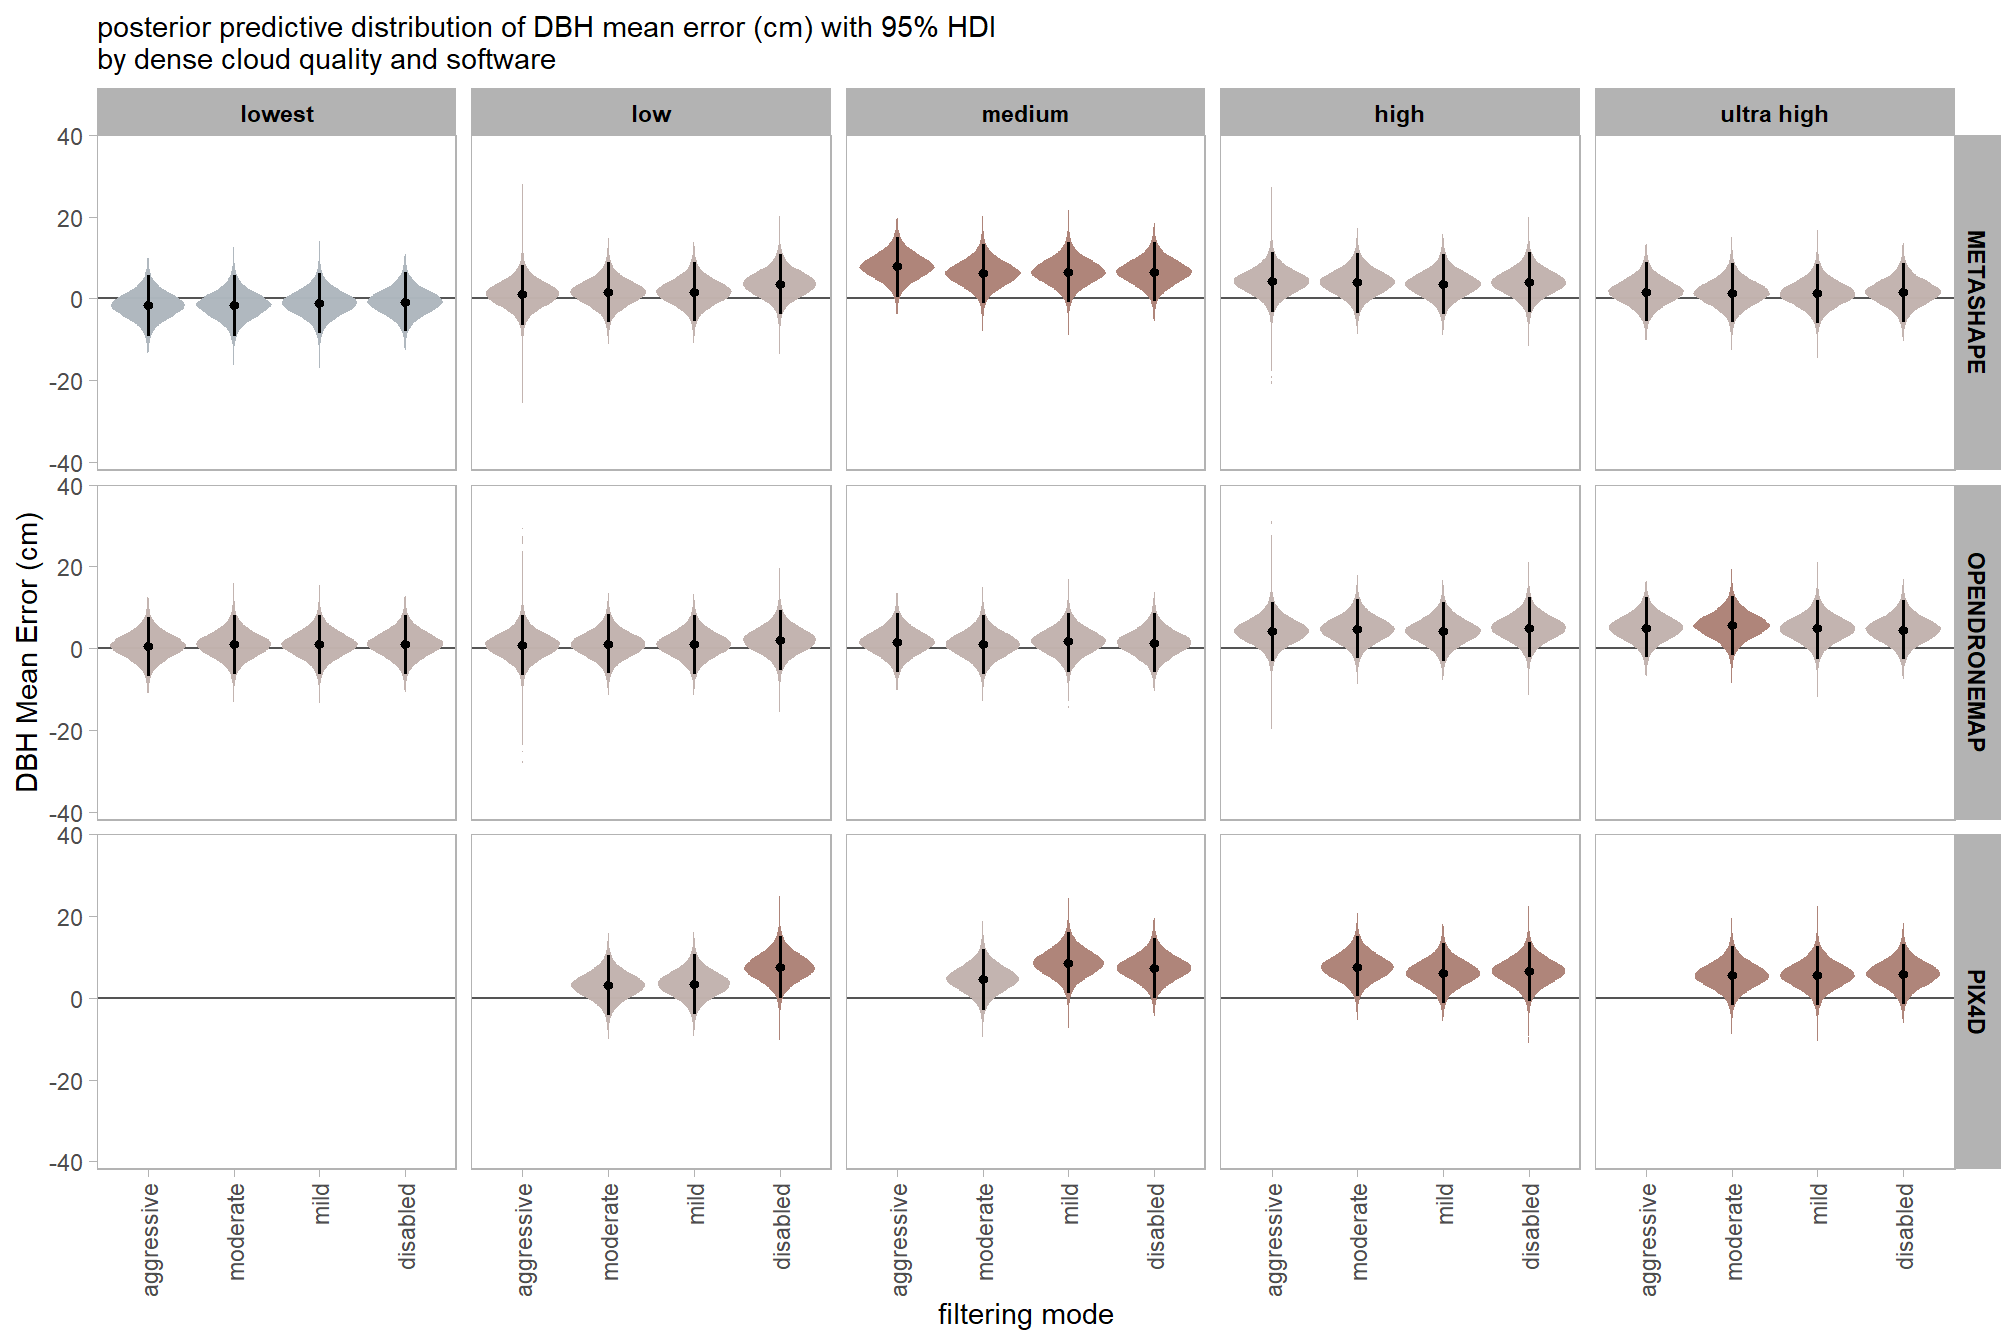 posterior predictive distribution of DBH mean error (cm) with 95% HDI
by dense cloud quality and software
lowest low medium high ultra high
40
20
0
-20
-40
METASHAPE
DBH Mean Error (cm)
40
20
0
-20
-40
OPENDRONEMAP
40
20
0
-20
-40
PIX4D
aggressive moderate mild disabled aggressive moderate mild disabled aggressive moderate mild disabled aggressive moderate mild disabled aggressive moderate mild disabled
filtering mode